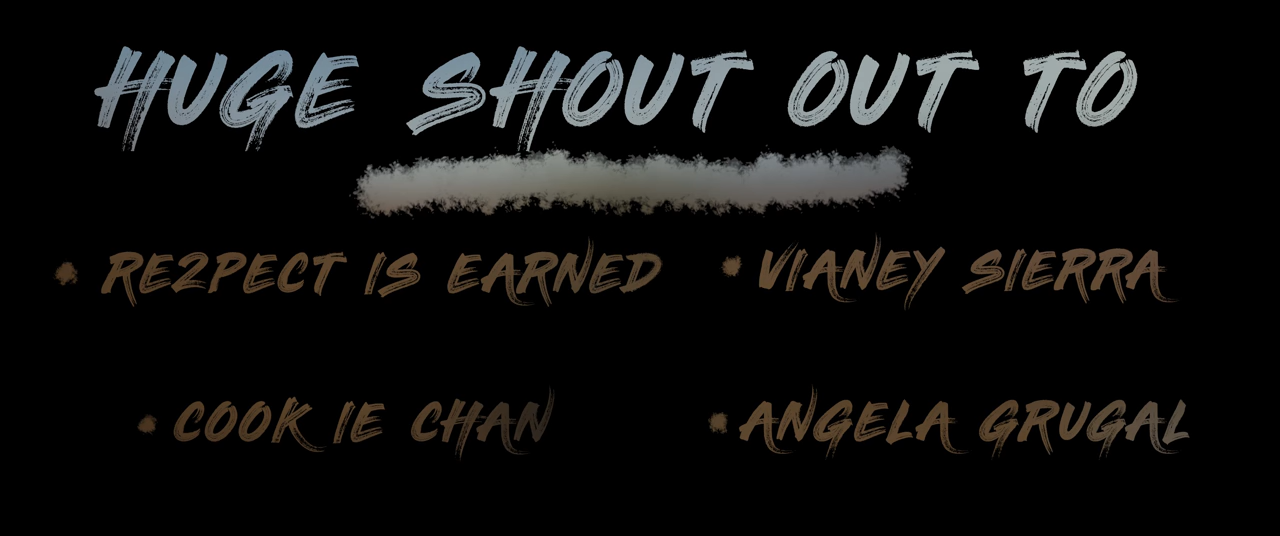 HUGE SHOUT OUT TO
• RE2PECT IS EARNED • VIANEY SIERRA
• COOK IE CHAN • ANGELA GRUGAL